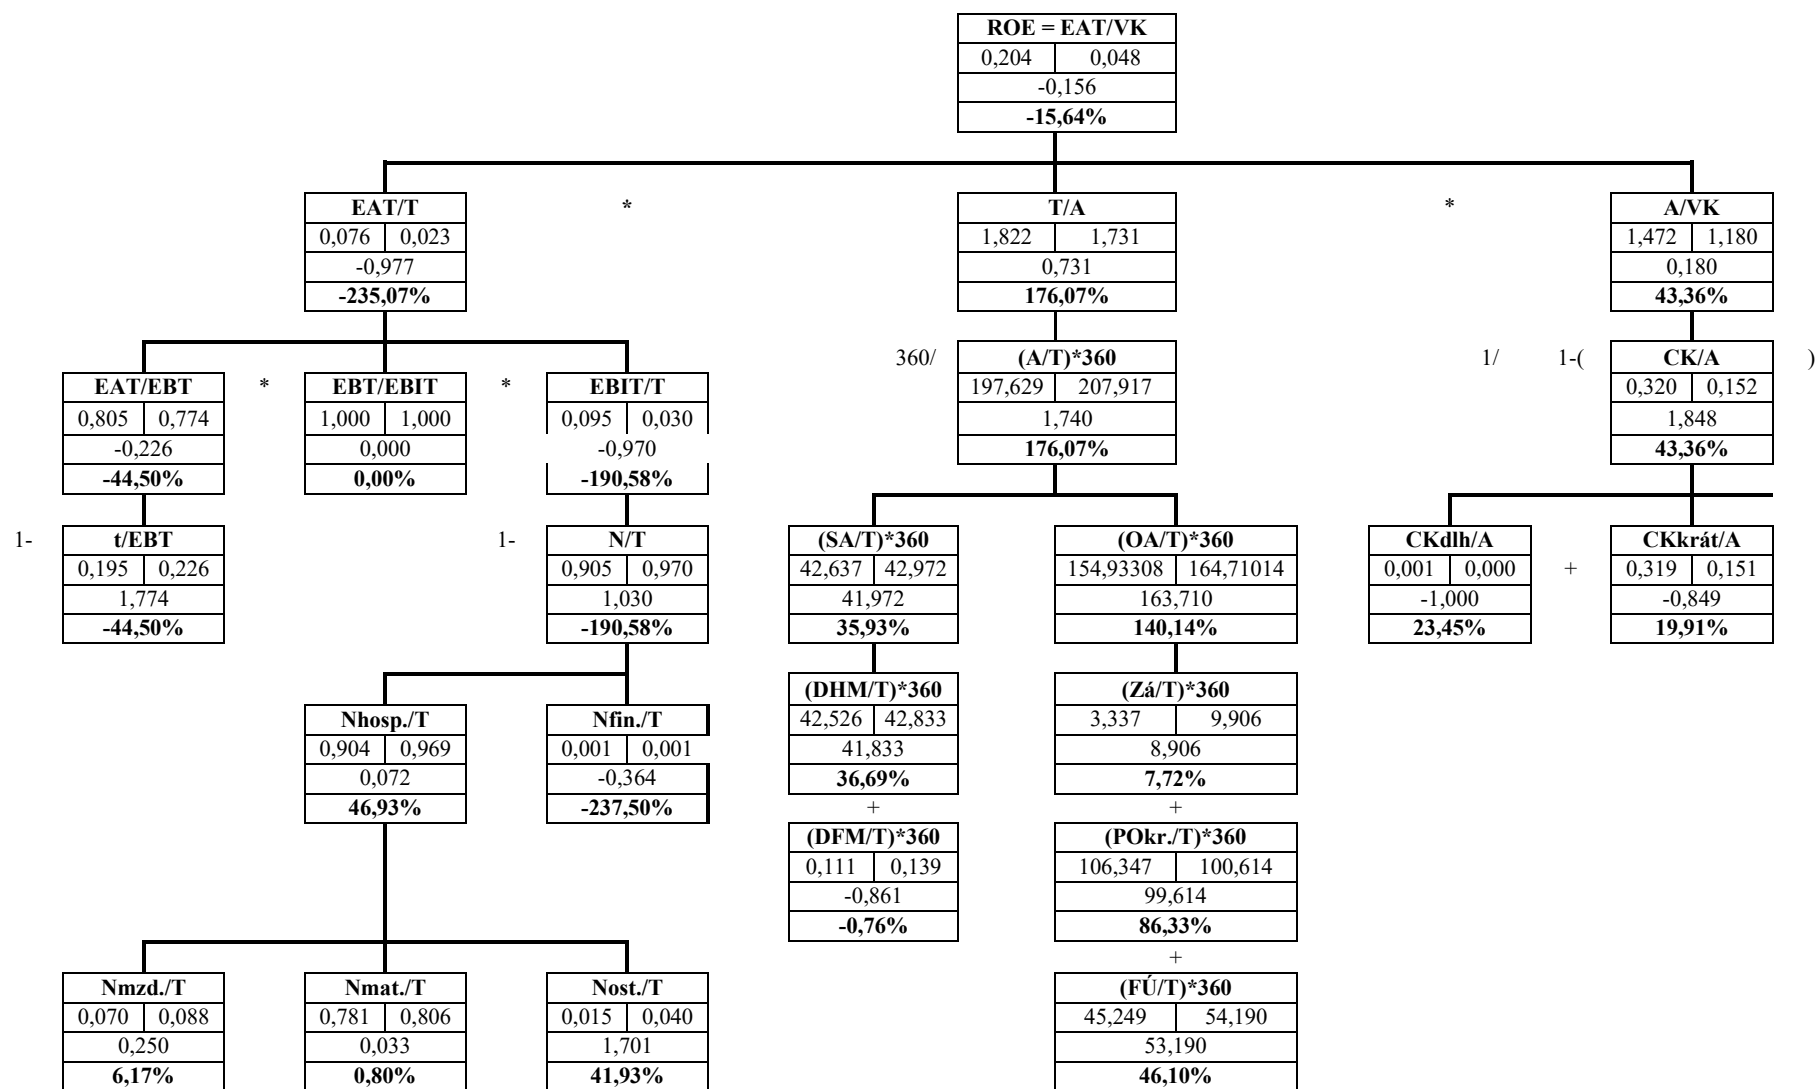 ROE = EAT/VK
0,204 0,048
-0,156
-15,64%
EAT/T * T/A * A/VK
0,076 0,023 1,822 1,731 1,472 1,180
-0,977 0,731 0,180
-235,07% 176,07% 43,36%
360/ (A/T)*360 1/ 1-( CK/A )
EAT/EBT * EBT/EBIT * EBIT/T 197,629 207,917 0,320 0,152
0,805 0,774 1,000 1,000 0,095 0,030 1,740 1,848
-0,226 0,000 -0,970 176,07% 43,36%
-44,50% 0,00% -190,58%
1- t/EBT 1- N/T (SA/T)*360 (OA/T)*360 CKdlh/A + CKkrát/A
0,195 0,226 0,905 0,970 42,637 42,972 154,93308 164,71014 0,001 0,000 0,319 0,151
1,774 1,030 41,972 163,710 -1,000 -0,849
-44,50% -190,58% 35,93% 140,14% 23,45% 19,91%
(DHM/T)*360 (Zá/T)*360
Nhosp./T Nfin./T 42,526 42,833 3,337 9,906
0,904 0,969 0,001 0,001 41,833 8,906
0,072 -0,364 36,69% 7,72%
46,93% -237,50% + +
(DFM/T)*360 (POkr./T)*360
0,111 0,139 106,347 100,614
-0,861 99,614
-0,76% 86,33%
+
Nmzd./T Nmat./T Nost./T (FÚ/T)*360
0,070 0,088 0,781 0,806 0,015 0,040 45,249 54,190
0,250 0,033 1,701 53,190
6,17% 0,80% 41,93% 46,10%